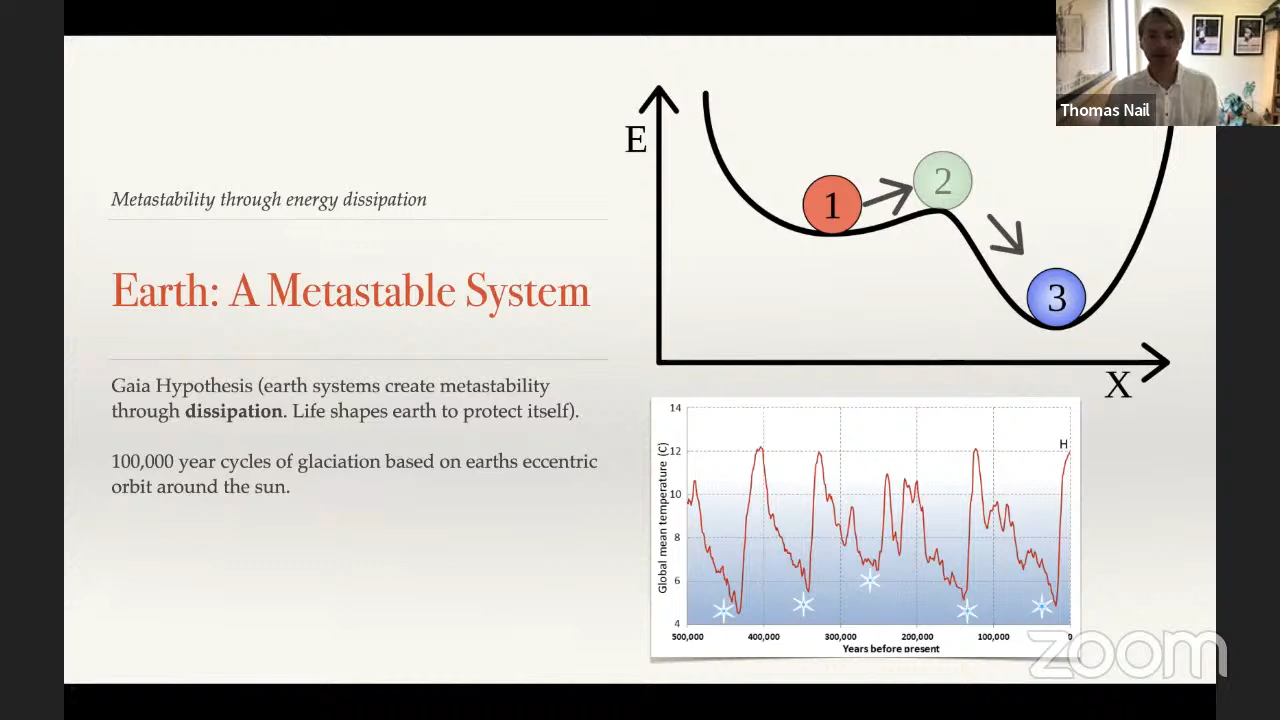 Thomas Nail
Metastability through energy dissipation
Earth: A Metastable System
Gaia Hypothesis (earth systems create metastability
through dissipation. Life shapes earth to protect itself).
100,000 year cycles of glaciation based on earths eccentric
orbit around the sun.
E
1
2
3
X
Global mean temperature (C)
14
12
10
8
6
4
H
500,000
400,000
300,000
200,000
100,000
0
Years before present
zoom